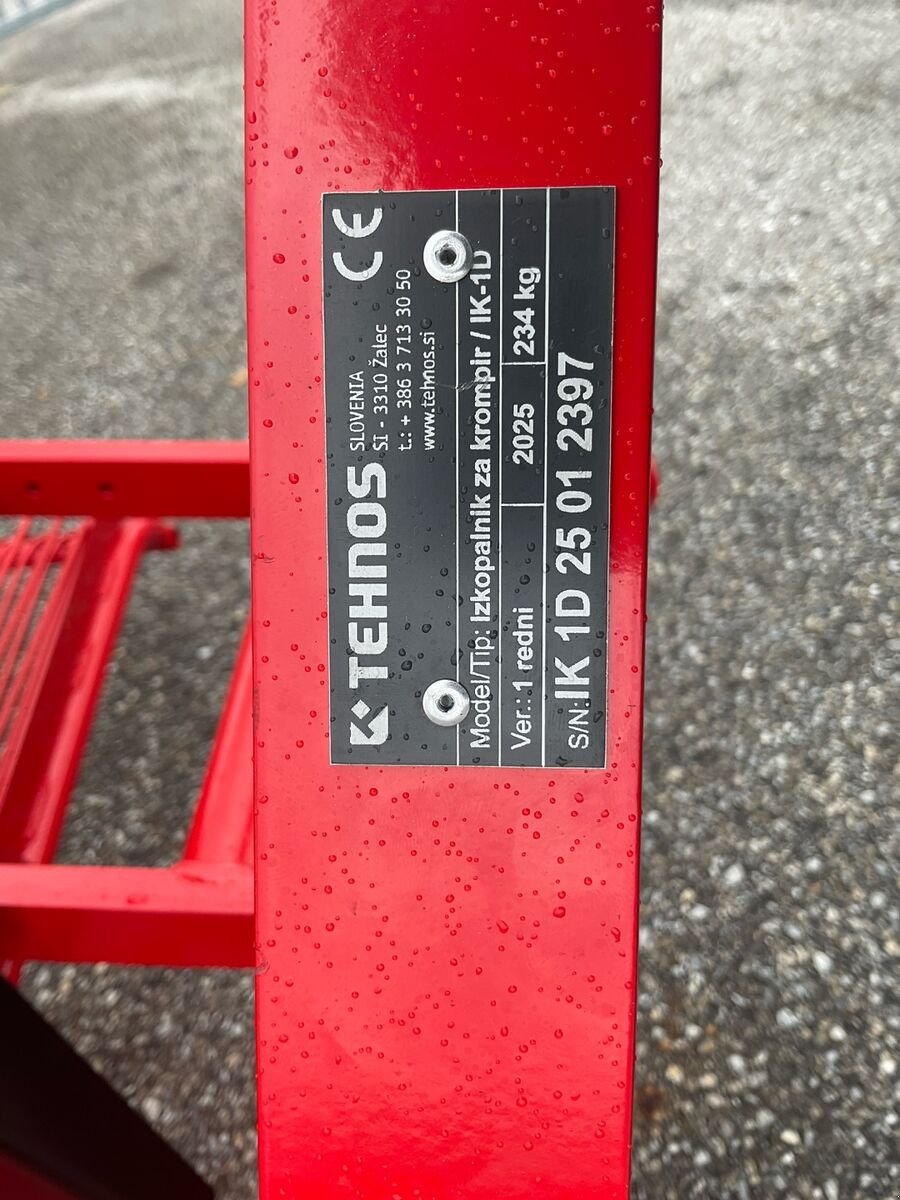 TEHNOS
SLOVENIA
SI - 3310 Žalec
t.: + 386 3 713 30 50
www.tehnos.si
CE
Model/Tip: Izkopalnik za krompir / IK-1D
Ver.: 1 redni 2025 234 kg
S/N: IK 1D 25 01 2397